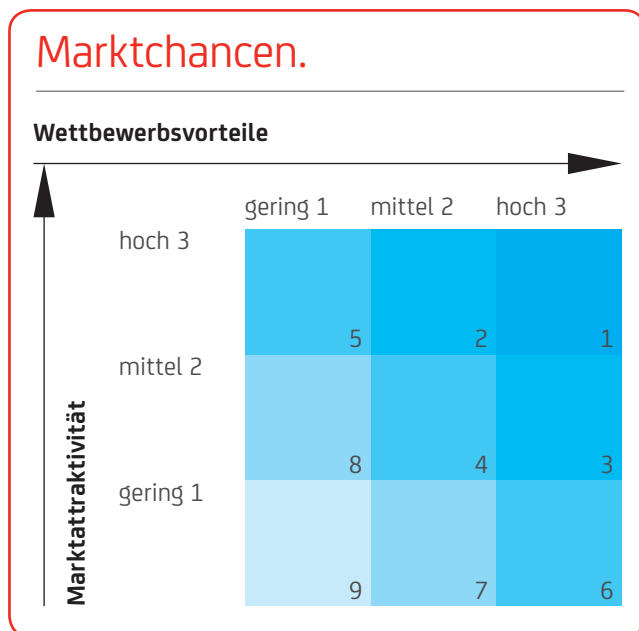 Marktchancen.
Wettbewerbsvorteile
gering 1 mittel 2 hoch 3
hoch 3
5 2 1
mittel 2
8 4 3
gering 1
9 7 6
Marktattraktivität